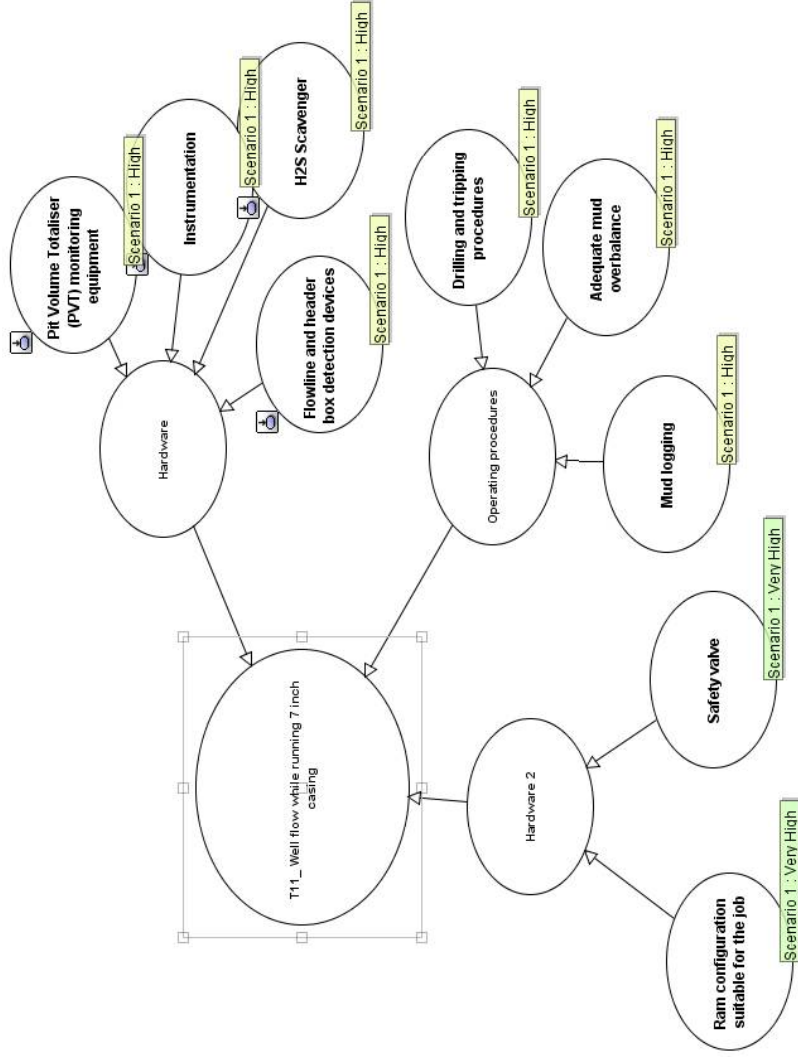 Pit Volume Totaliser
(PVT) monitoring
equipment
Scenario 1 : High
Hardware
Instrumentation
Scenario 1 : High
H2S Scavenger
Scenario 1 : High
Flowline and header
box detection devices
Scenario 1 : High
T11_ Well flow while running 7 inch
casing
Drilling and tripping
procedures
Scenario 1 : High
Operating procedures
Adequate mud
overbalance
Scenario 1 : High
Hardware 2
Mud logging
Scenario 1 : High
Safety valve
Scenario 1 : Very High
Ram configuration
suitable for the job
Scenario 1 : Very High